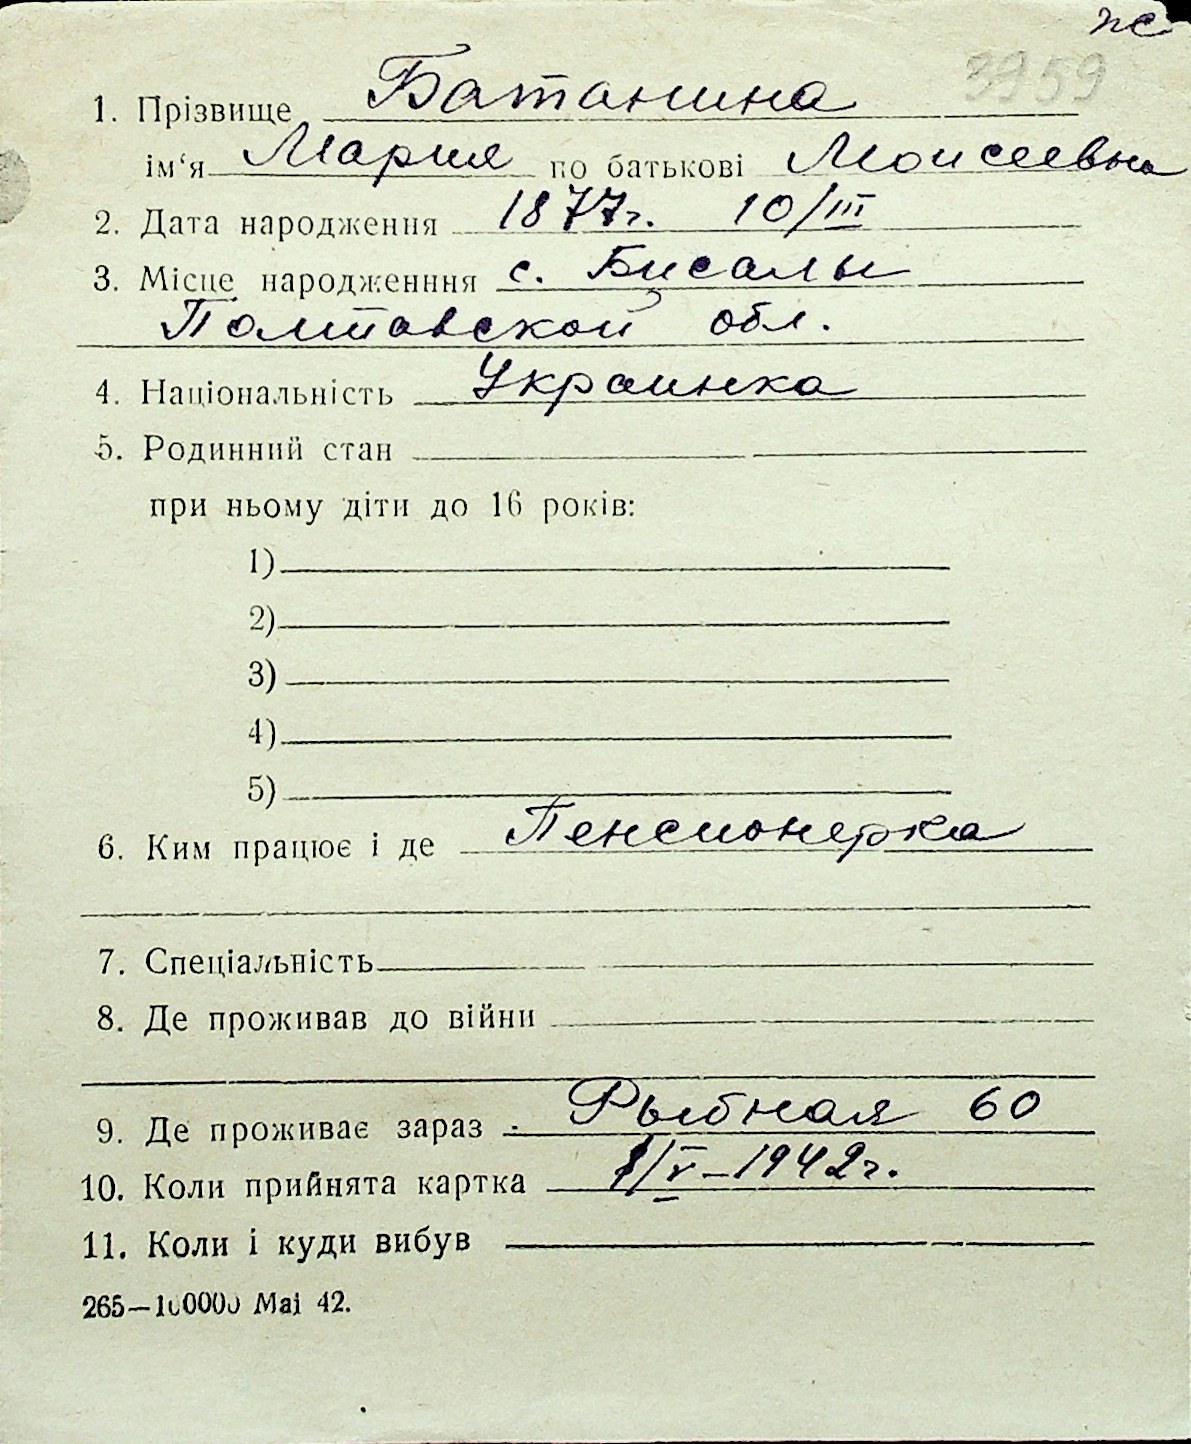 же
3959
1. Прізвище Батанина
ім‘я Мария по батькові Моисеевна
2. Дата народження 1877г. 10/III
3. Місце народженння с. Бисалы
Полтавской обл.
4. Національність Украинка
5. Родинний стан
при ньому діти до 16 років:
1)
2)
3)
4)
5)
6. Ким працює і де Пенсионерка
7. Спеціальність
8. Де проживав до війни
9. Де проживає зараз Рыбная 60
10. Коли прийнята картка 1/V–1942г.
11. Коли і куди вибув
265—100000 Mai 42.